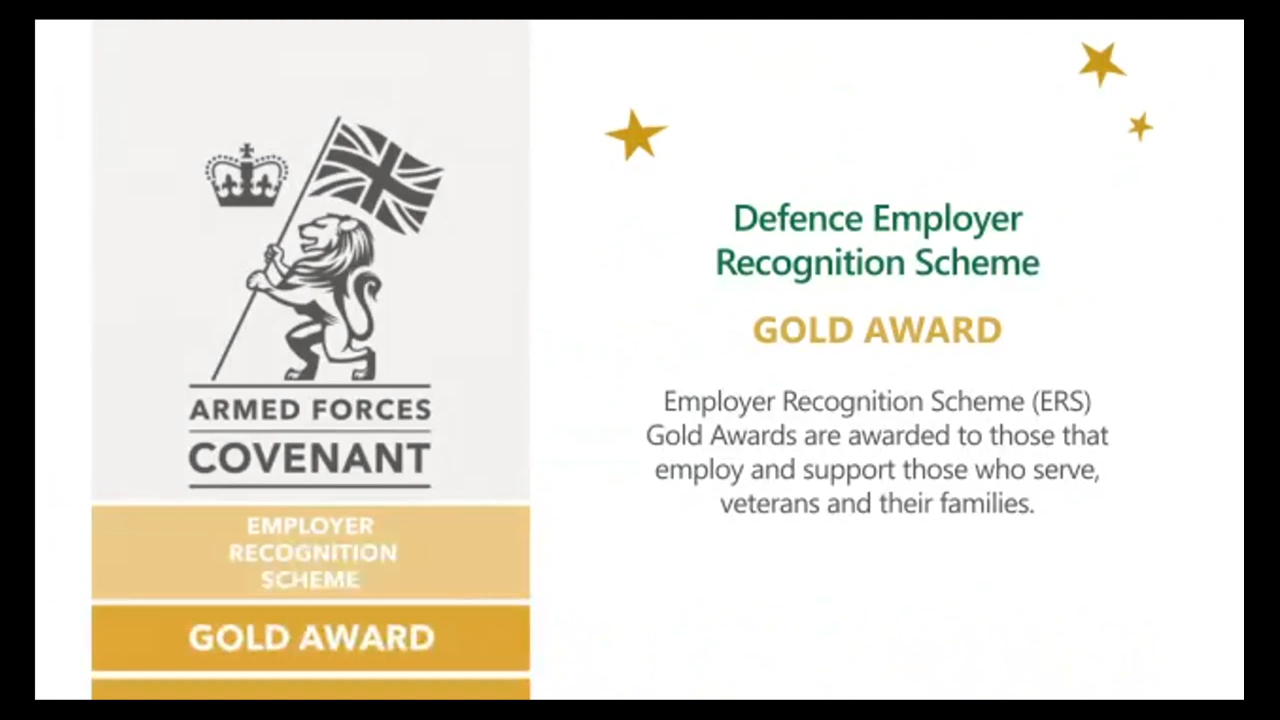 ARMED FORCES
COVENANT
EMPLOYER
RECOGNITION
SCHEME
GOLD AWARD
Defence Employer
Recognition Scheme
GOLD AWARD
Employer Recognition Scheme (ERS)
Gold Awards are awarded to those that
employ and support those who serve,
veterans and their families.